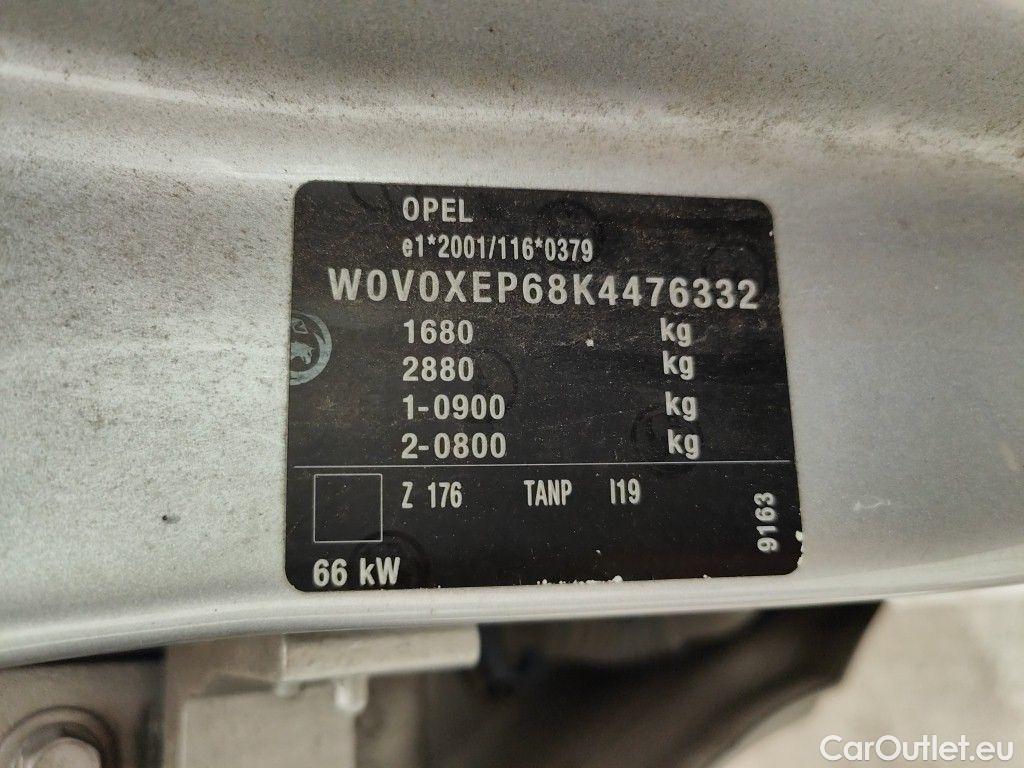 OPEL
e1*2001/116*0379
W0V0XEP68K4476332
1680 kg
2880 kg
1-0900 kg
2-0800 kg
Z 176 TANP I19
9163
66 kW
CarOutlet.eu